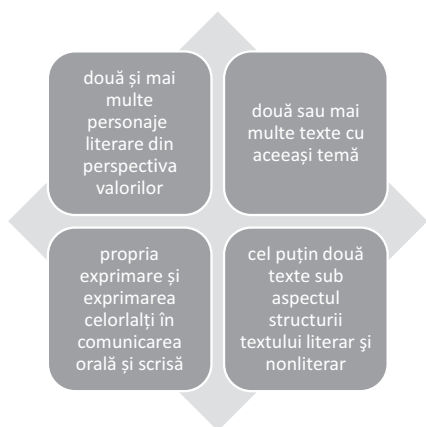 două și mai
multe
personaje
literare din
perspectiva
valorilor
două sau mai
multe texte cu
aceeași temă
propria
exprimare și
exprimarea
celorlalți în
comunicarea
orală și scrisă
cel puțin două
texte sub
aspectul
structurii
textului literar şi
nonliterar